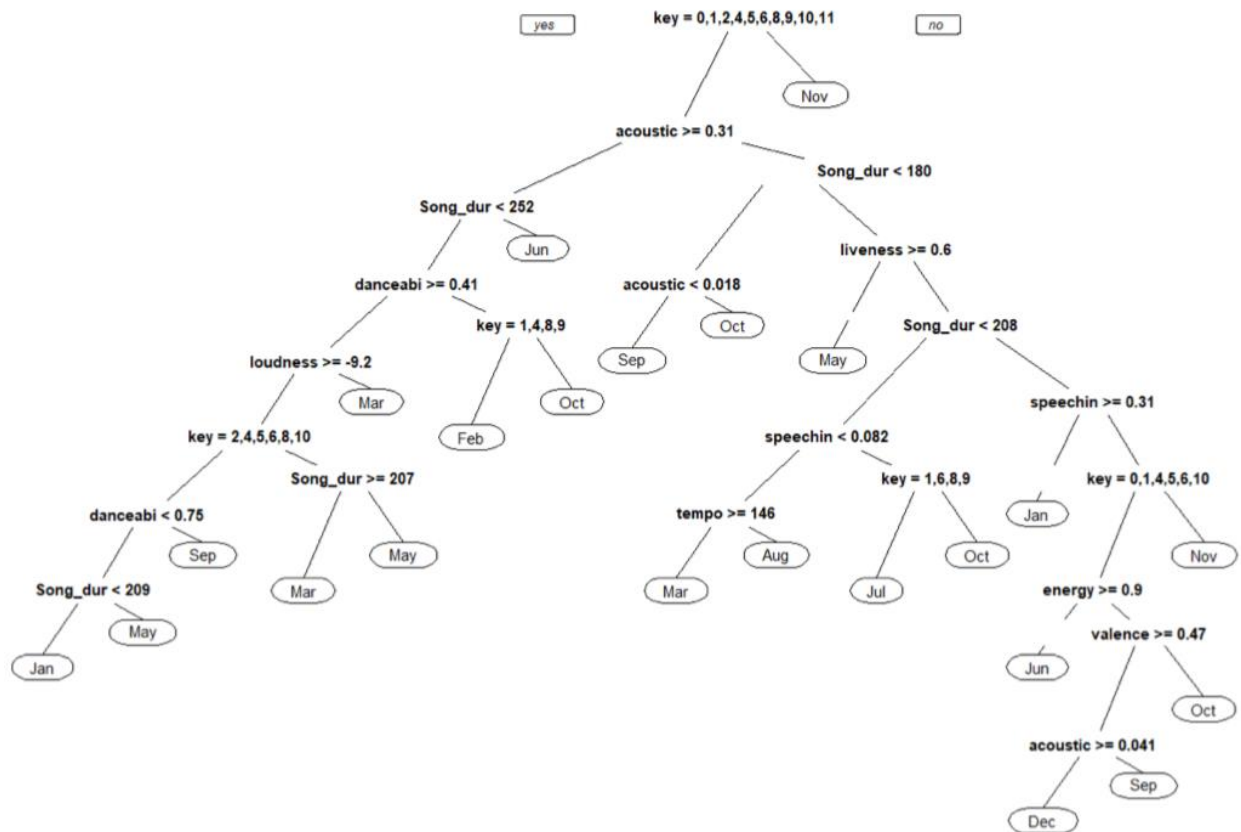 yes
key = 0,1,2,4,5,6,8,9,10,11
no
Nov
acoustic >= 0.31
Song_dur < 180
Song_dur < 252
Jun
liveness >= 0.6
danceabi >= 0.41
acoustic < 0.018
key = 1,4,8,9
Oct
Song_dur < 208
Sep
May
loudness >= -9.2
Mar
Oct
speechin >= 0.31
Feb
key = 2,4,5,6,8,10
speechin < 0.082
Song_dur >= 207
key = 1,6,8,9
key = 0,1,4,5,6,10
danceabi < 0.75
tempo >= 146
Jan
Sep
May
Aug
Oct
Nov
Song_dur < 209
Mar
Mar
Jul
energy >= 0.9
May
valence >= 0.47
Jan
Jun
Oct
acoustic >= 0.041
Sep
Dec